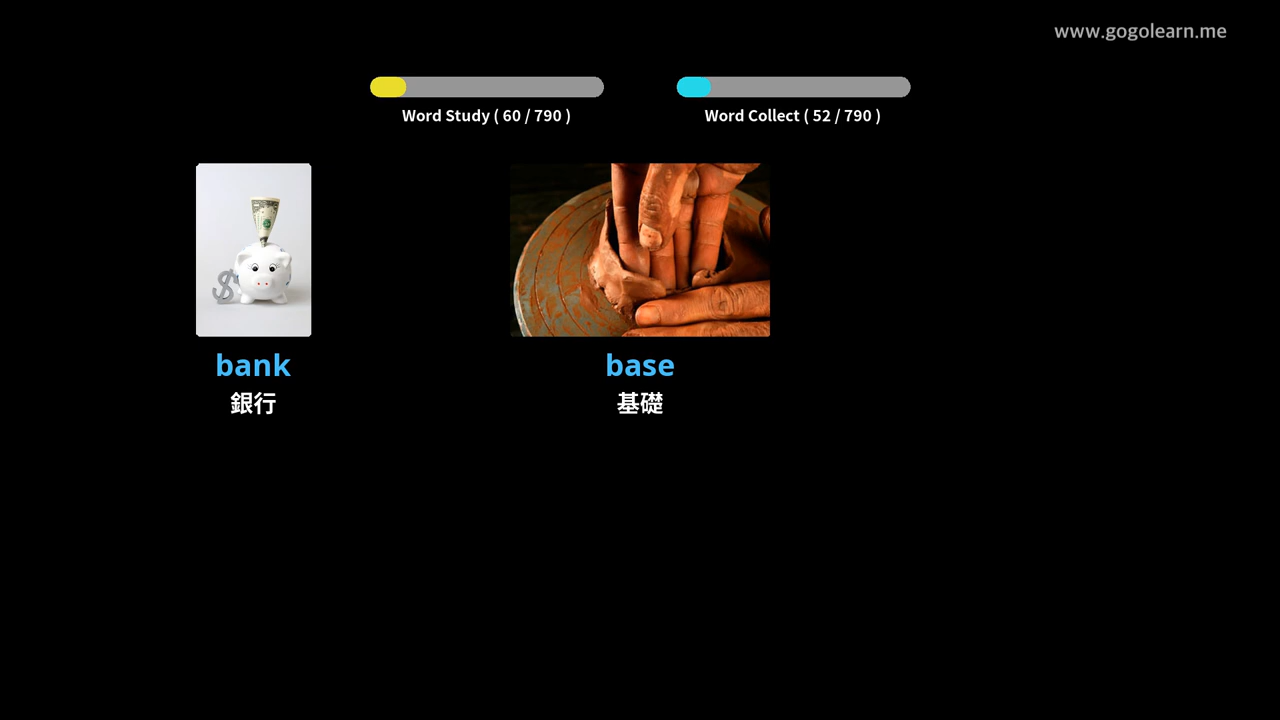 www.gogolearn.me
Word Study ( 60 / 790 )
Word Collect ( 52 / 790 )
bank
銀行
base
基礎